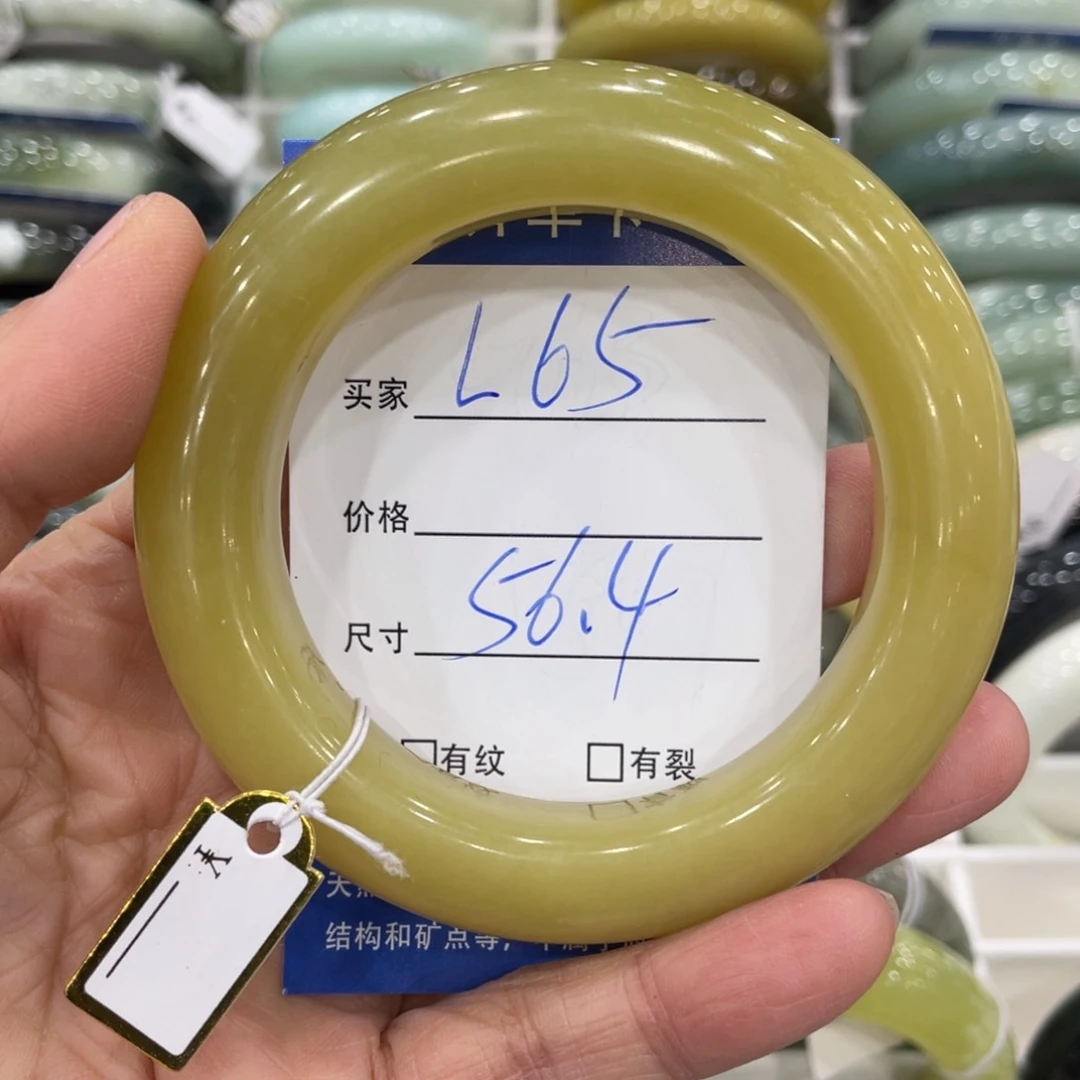 买家 L65
价格
尺寸 56.4
□有纹 □有裂
结构和矿点等,